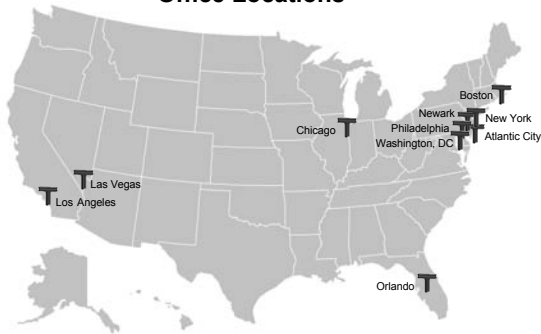 Office Locations
Boston
Newark
New York
Chicago
Philadelphia
Atlantic City
Washington, DC
Las Vegas
Los Angeles
Orlando